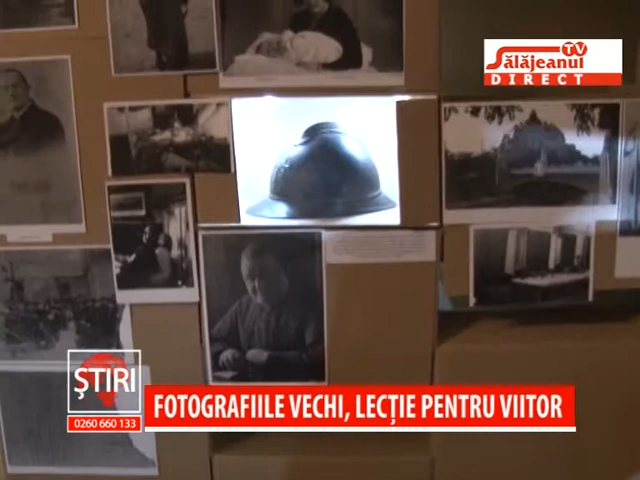 Sălăjeanul TV
DIRECT
ȘTIRI
0260 660 133
FOTOGRAFIILE VECHI, LECȚIE PENTRU VIITOR